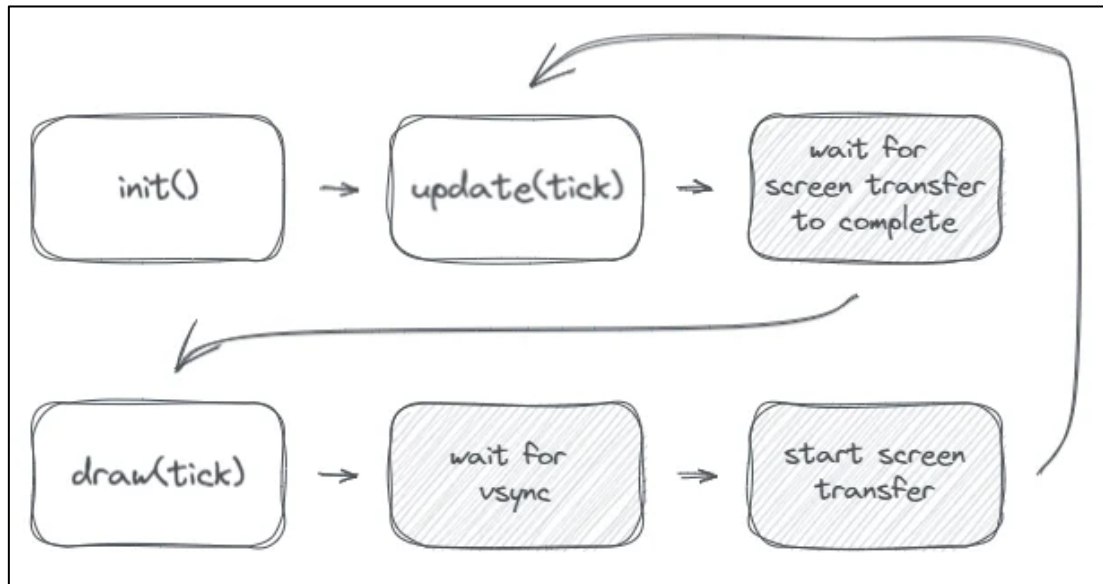 init()
update(tick)
wait for
screen transfer
to complete
draw(tick)
wait for
vsync
start screen
transfer